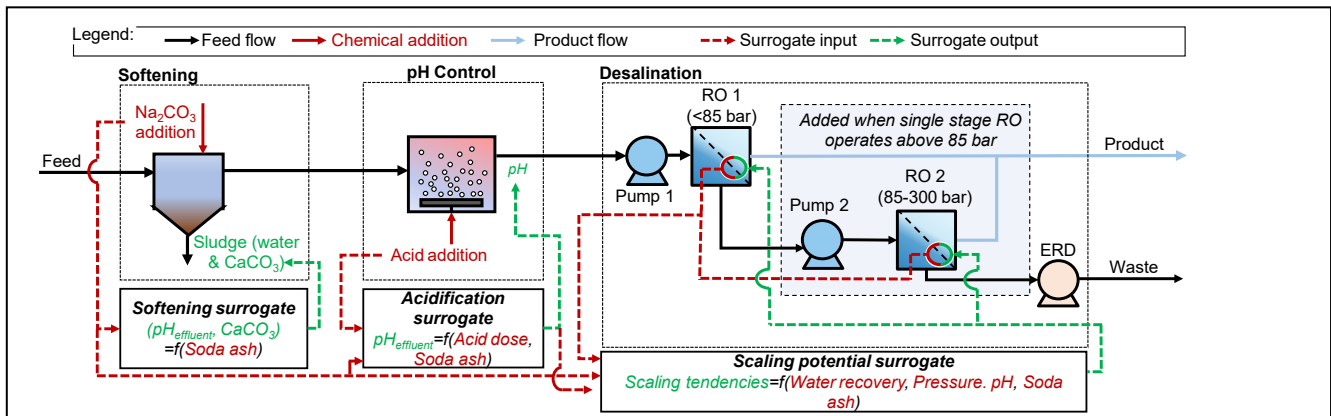 Legend:
Feed flow
Chemical addition
Product flow
Surrogate input
Surrogate output
Softening
pH Control
Desalination
Na₂CO₃
addition
RO 1
(<85 bar)
Added when single stage RO
operates above 85 bar
Feed
pH
Product
Pump 1
RO 2
(85-300 bar)
Pump 2
Sludge (water
& CaCO₃)
Acid addition
ERD
Waste
Softening surrogate
(pHeffluent, CaCO₃)
=f(Soda ash)
Acidification
surrogate
pHeffluent=f(Acid dose,
Soda ash)
Scaling potential surrogate
Scaling tendencies=f(Water recovery, Pressure. pH, Soda
ash)